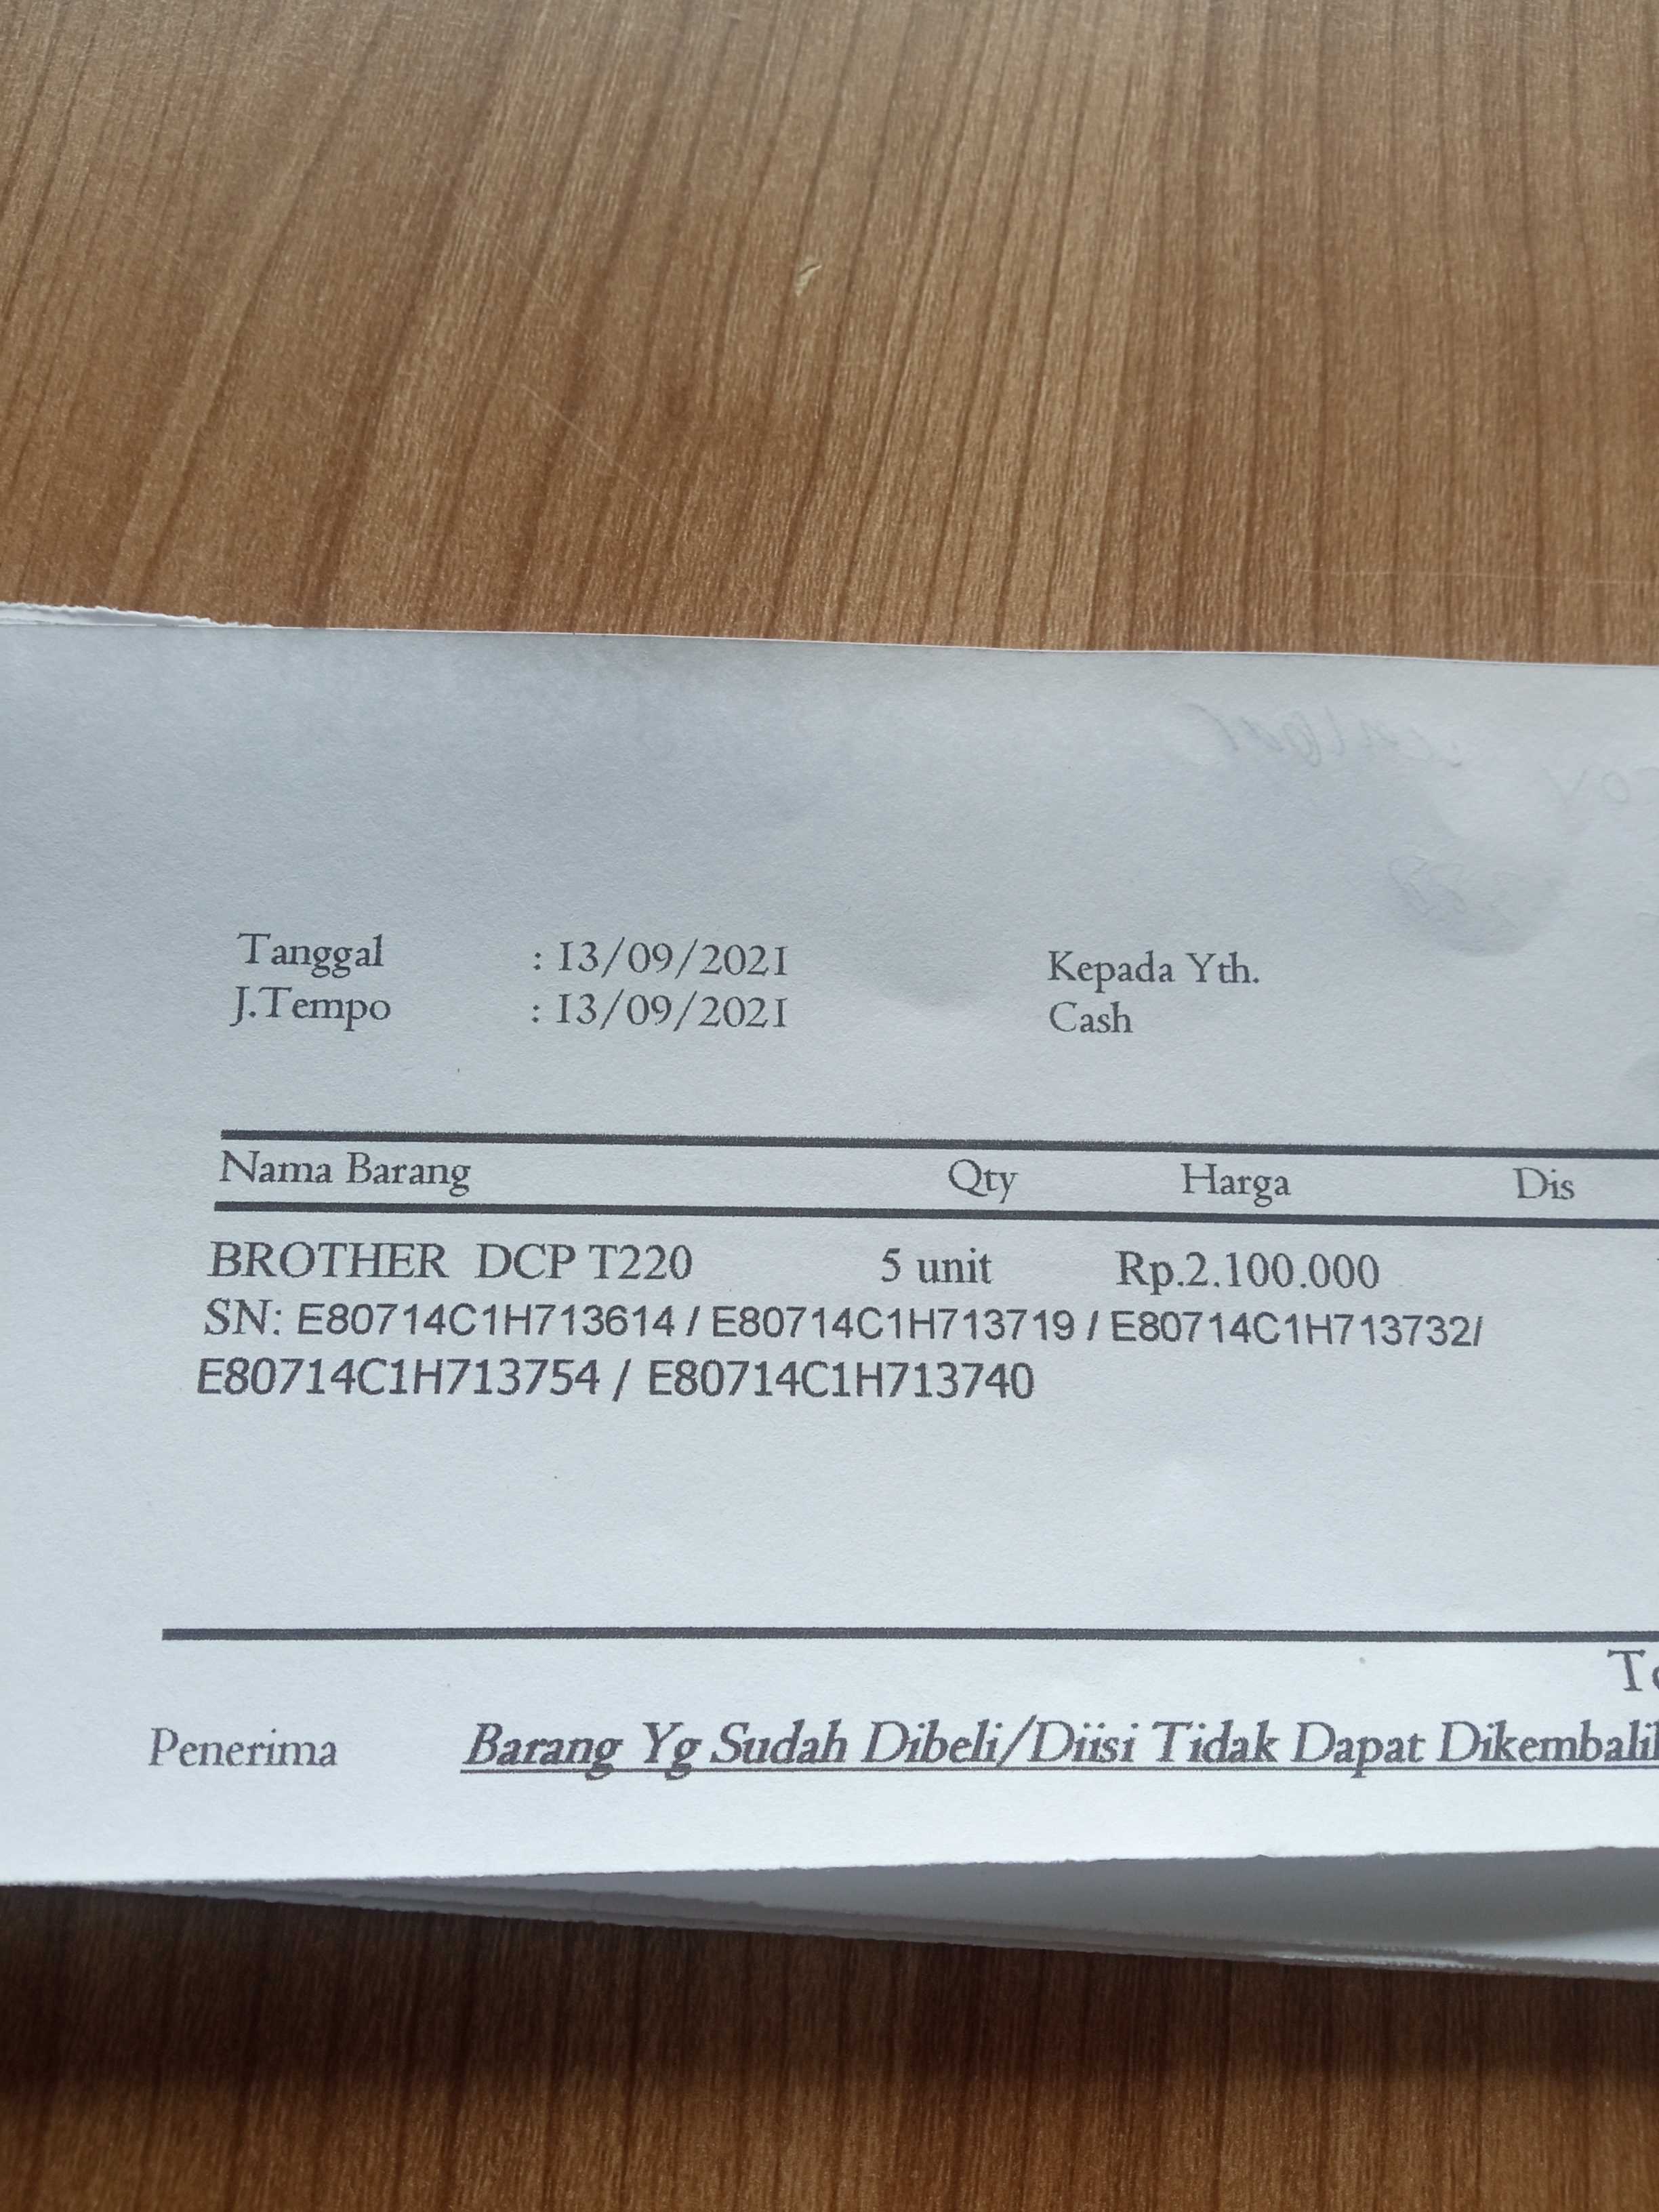 Tanggal : 13/09/2021 Kepada Yth.
J.Tempo : 13/09/2021 Cash
Nama Barang Qty Harga Dis
BROTHER DCP T220 5 unit Rp.2.100.000
SN: E80714C1H713614 / E80714C1H713719 / E80714C1H713732/
E80714C1H713754 / E80714C1H713740
Penerima Barang Yg Sudah Dibeli/Diisi Tidak Dapat